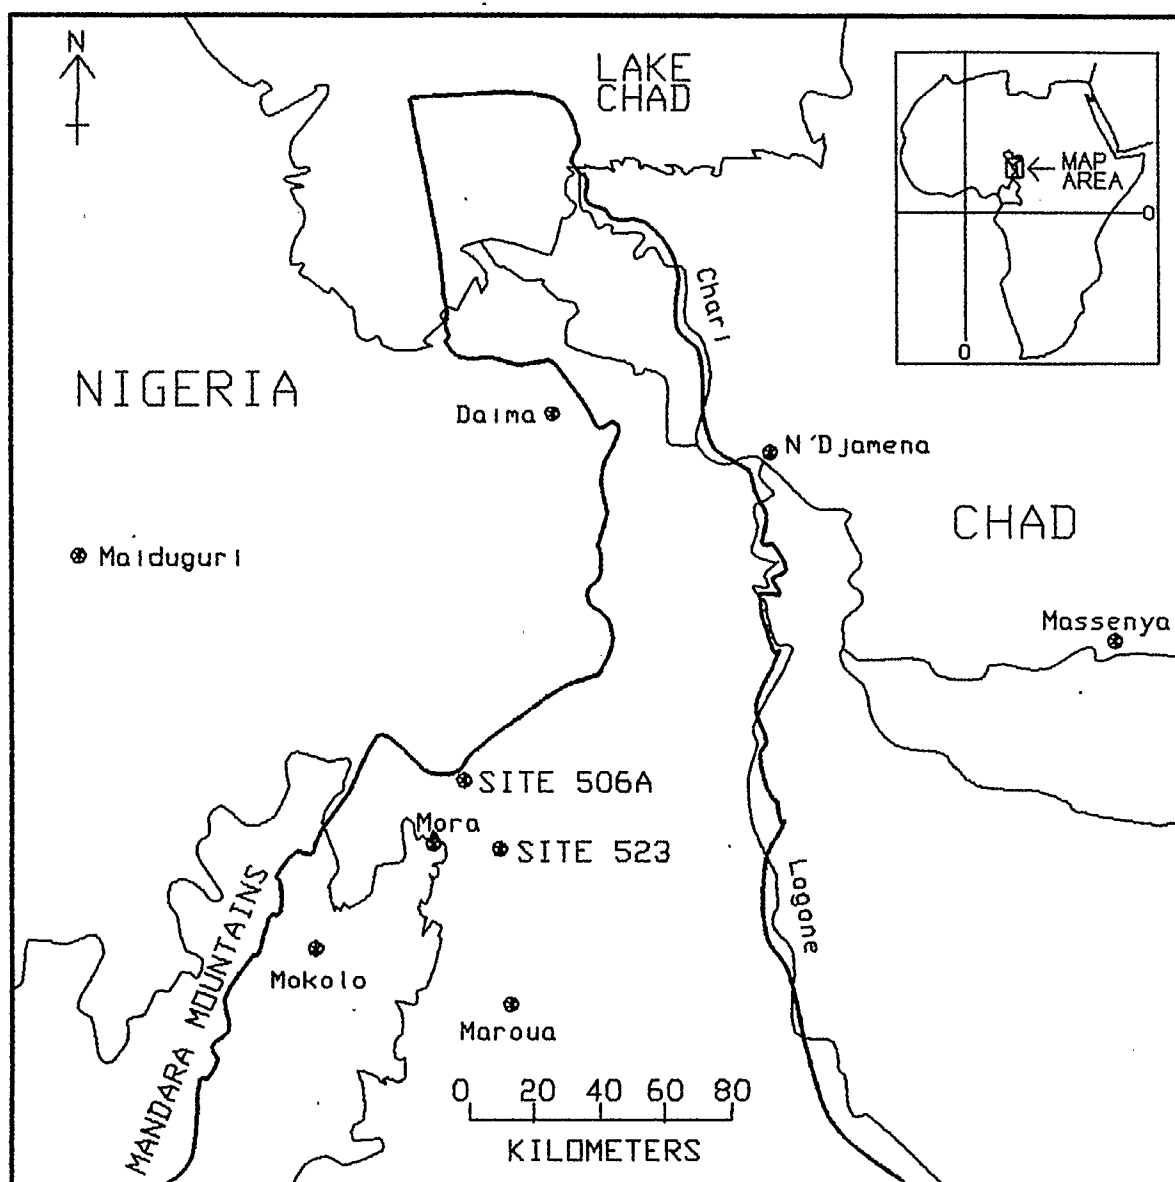 N
LAKE
CHAD
MAP
AREA
0
0
Chari
NIGERIA
Daima
N'Djamena
CHAD
Maiduguri
Massenya
SITE 506A
Mora
SITE 523
Logone
MANDARA MOUNTAINS
Mokolo
Maroua
0 20 40 60 80
KILOMETERS